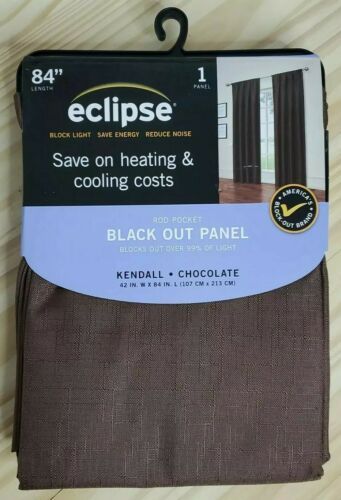 84"
LENGTH
1
PANEL
eclipse®
BLOCK LIGHT SAVE ENERGY REDUCE NOISE
Save on heating &
cooling costs
AMERICA'S
BLOCK-OUT BRAND
ROD POCKET
BLACK OUT PANEL
BLOCKS OUT OVER 99% OF LIGHT
KENDALL • CHOCOLATE
42 IN. W X 84 IN. L (107 CM x 213 CM)